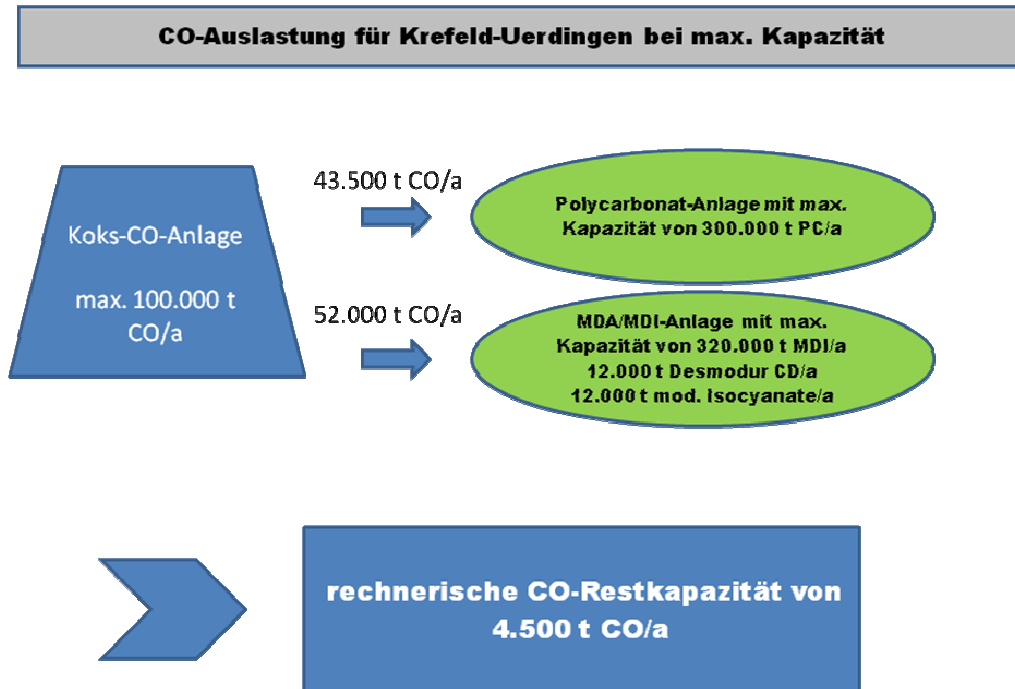 CO-Auslastung für Krefeld-Uerdingen bei max. Kapazität
Koks-CO-Anlage
max. 100.000 t
CO/a
43.500 t CO/a
Polycarbonat-Anlage mit max.
Kapazität von 300.000 t PC/a
52.000 t CO/a
MDA/MDI-Anlage mit max.
Kapazität von 320.000 t MDI/a
12.000 t Desmodur CD/a
12.000 t mod. Isocyanate/a
rechnerische CO-Restkapazität von
4.500 t CO/a